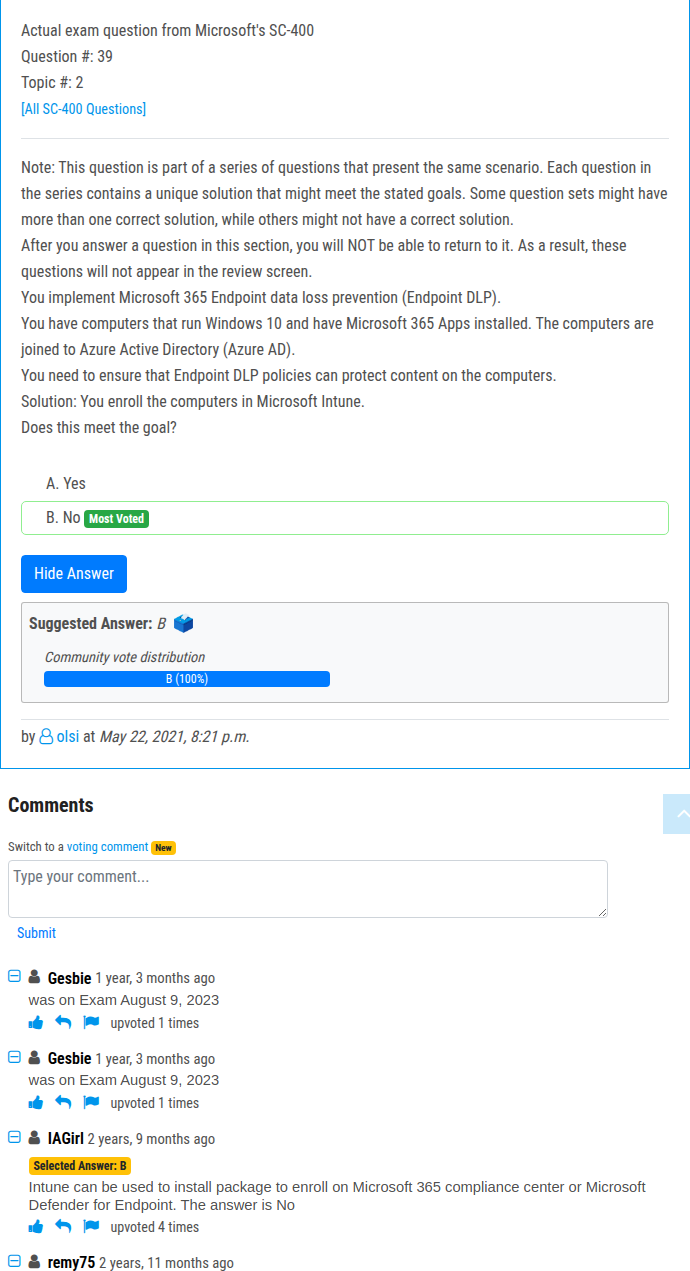 Actual exam question from Microsoft's SC-400
Question #: 39
Topic #: 2
[All SC-400 Questions]
Note: This question is part of a series of questions that present the same scenario. Each question in
the series contains a unique solution that might meet the stated goals. Some question sets might have
more than one correct solution, while others might not have a correct solution.
After you answer a question in this section, you will NOT be able to return to it. As a result, these
questions will not appear in the review screen.
You implement Microsoft 365 Endpoint data loss prevention (Endpoint DLP).
You have computers that run Windows 10 and have Microsoft 365 Apps installed. The computers are
joined to Azure Active Directory (Azure AD).
You need to ensure that Endpoint DLP policies can protect content on the computers.
Solution: You enroll the computers in Microsoft Intune.
Does this meet the goal?
A. Yes
B. No Most Voted
Hide Answer
Suggested Answer: B
Community vote distribution
B (100%)
by olsi at May 22, 2021, 8:21 p.m.
Comments
Switch to a voting comment New
Type your comment...
Submit
Gesbie 1 year, 3 months ago
was on Exam August 9, 2023
upvoted 1 times
Gesbie 1 year, 3 months ago
was on Exam August 9, 2023
upvoted 1 times
IAGirl 2 years, 9 months ago
Selected Answer: B
Intune can be used to install package to enroll on Microsoft 365 compliance center or Microsoft
Defender for Endpoint. The answer is No
upvoted 4 times
remy75 2 years, 11 months ago